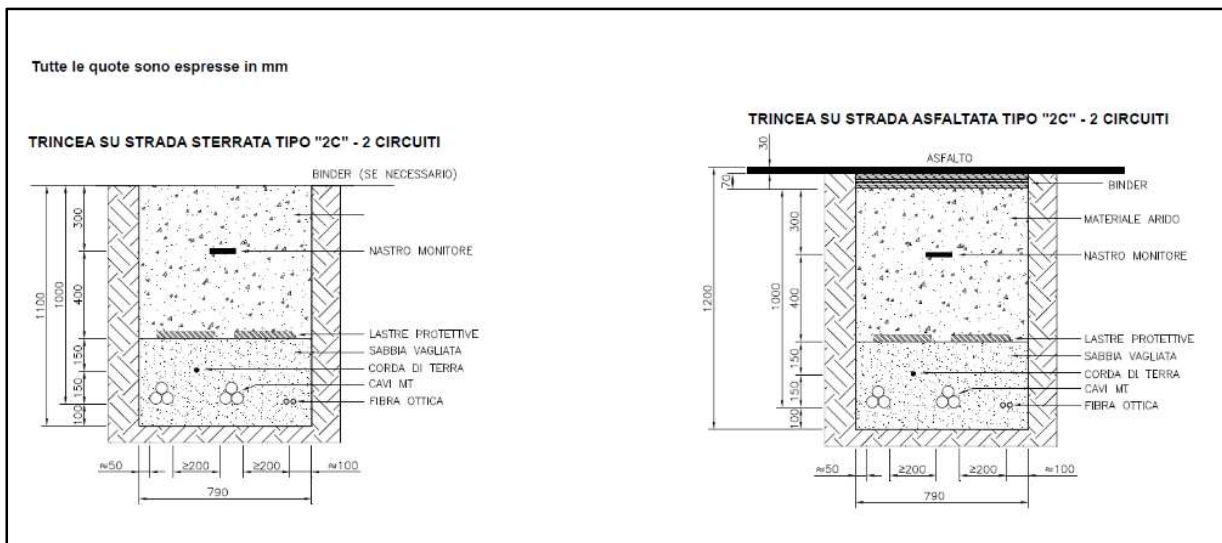 Tutte le quote sono espresse in mm
TRINCEA SU STRADA STERRATA TIPO "2C" - 2 CIRCUITI
BINDER (SE NECESSARIO)
300
400
150
150
100
1000
1100
NASTRO MONITORE
LASTRE PROTETTIVE
SABBIA VAGLIATA
CORDA DI TERRA
CAVI MT
FIBRA OTTICA
≈50
≥200
≥200
≈100
790
TRINCEA SU STRADA ASFALTATA TIPO "2C" - 2 CIRCUITI
30
ASFALTO
70
BINDER
MATERIALE ARIDO
300
400
150
150
100
1000
1200
NASTRO MONITORE
LASTRE PROTETTIVE
SABBIA VAGLIATA
CORDA DI TERRA
CAVI MT
FIBRA OTTICA
≈50
≥200
≥200
≈100
790